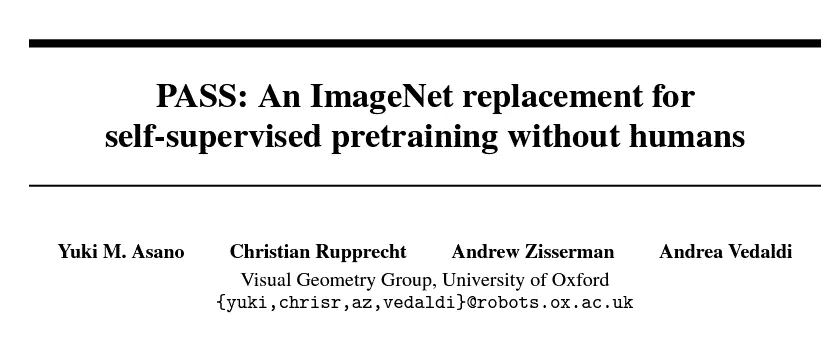 PASS: An ImageNet replacement for
self-supervised pretraining without humans
Yuki M. Asano Christian Rupprecht Andrew Zisserman Andrea Vedaldi
Visual Geometry Group, University of Oxford
{yuki,chrisr,az,vedaldi}@robots.ox.ac.uk